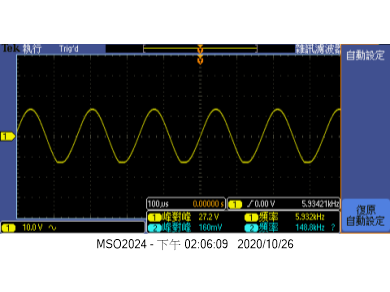 Tek 執行 Trig'd 雜訊濾波器
自動設定
1
100µs 0.00000 s 1 / 0.00 V 5.93421kHz
1 峰對峰 27.2 V 1 頻率 5.932kHz
2 峰對峰 160mV 2 頻率 148.8kHz ?
1 10.0 V
復原
自動設定
MSO2024 - 下午 02:06:09 2020/10/26